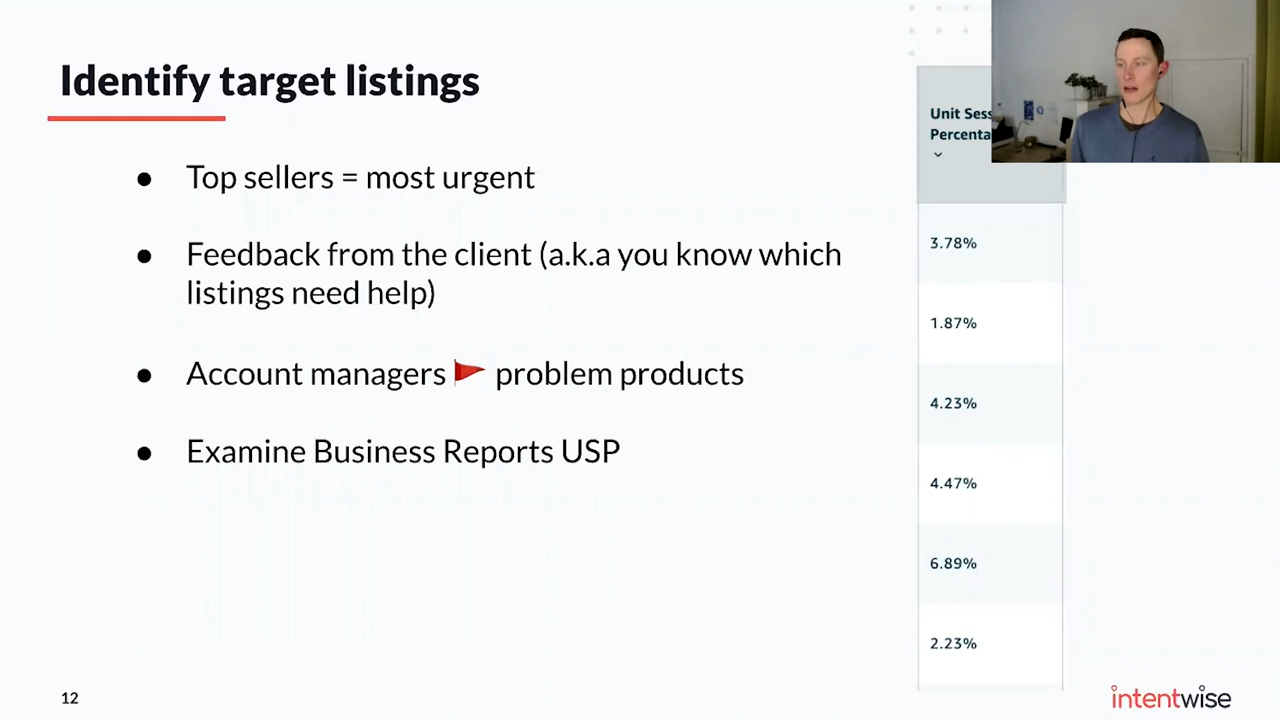 Identify target listings
● Top sellers = most urgent
● Feedback from the client (a.k.a you know which
listings need help)
● Account managers 🚩 problem products
● Examine Business Reports USP
Unit Sess
Percenta
3.78%
1.87%
4.23%
4.47%
6.89%
2.23%
12
intentwise